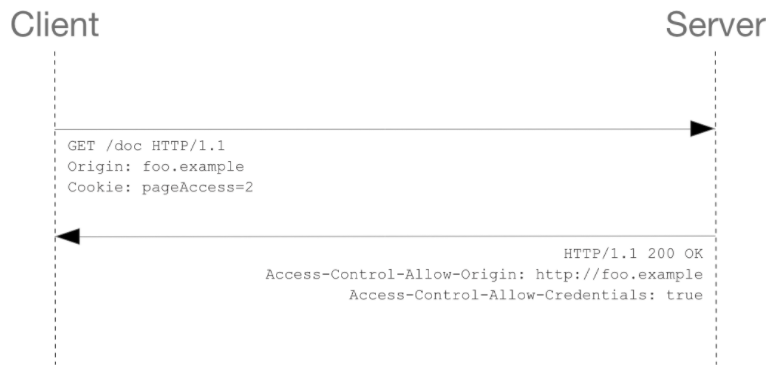 Client
Server
GET /doc HTTP/1.1
Origin: foo.example
Cookie: pageAccess=2
HTTP/1.1 200 OK
Access-Control-Allow-Origin: http://foo.example
Access-Control-Allow-Credentials: true